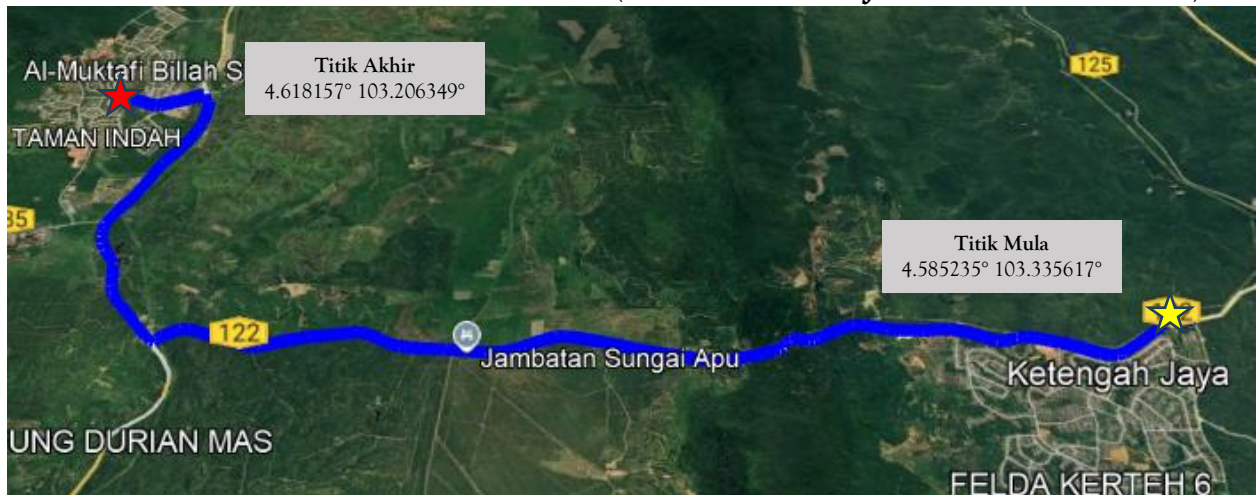 Al-Muktafi Billah S
Titik Akhir
4.618157° 103.206349°
125
TAMAN INDAH
Titik Mula
4.585235° 103.335617°
122
Jambatan Sungai Apu
Ketengah Jaya
UNG DURIAN MAS
FELDA KERTEH 6